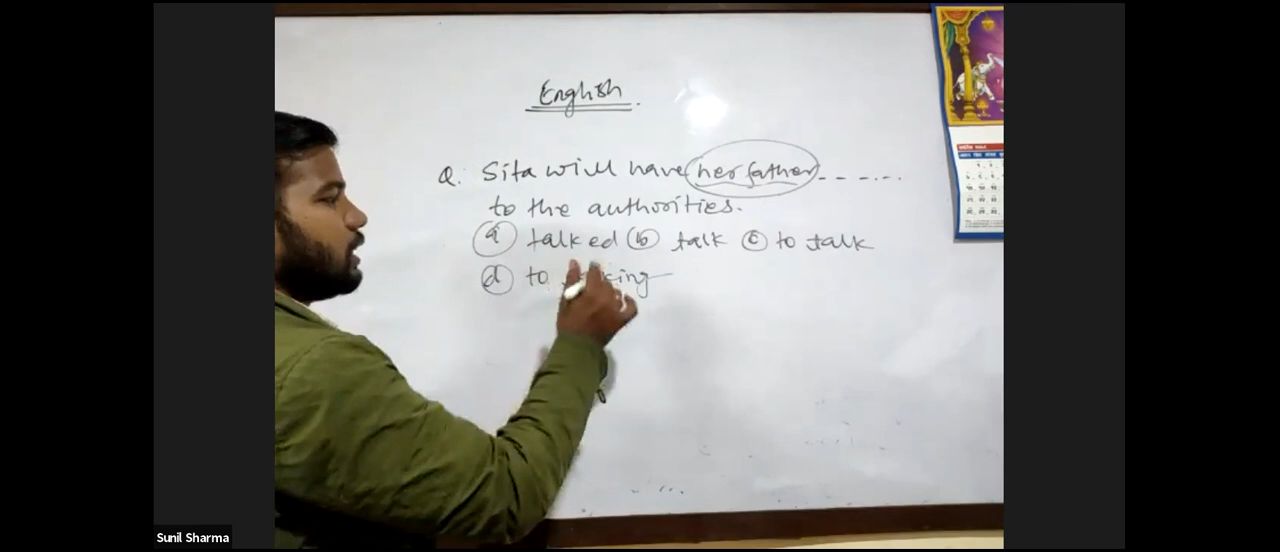 English.
Q. Sita will have her father - - - - - -
to the authorities.
(a) talked (b) talk (c) to talk
(d) to
Sunil Sharma